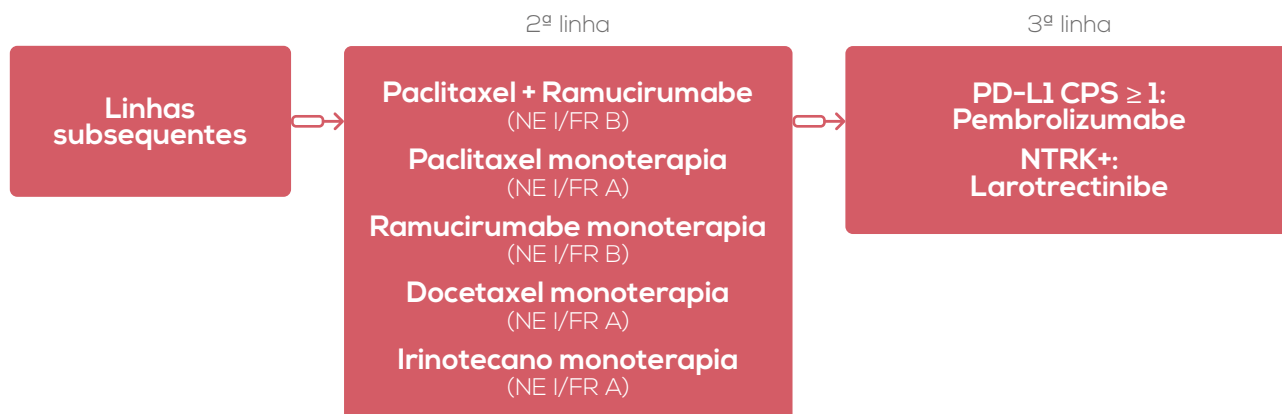 Linhas
subsequentes
2ª linha
Paclitaxel + Ramucirumabe
(NE I/FR B)
Paclitaxel monoterapia
(NE I/FR A)
Ramucirumabe monoterapia
(NE I/FR B)
Docetaxel monoterapia
(NE I/FR A)
Irinotecano monoterapia
(NE I/FR A)
3ª linha
PD-L1 CPS ≥ 1:
Pembrolizumabe
NTRK+:
Larotrectinibe